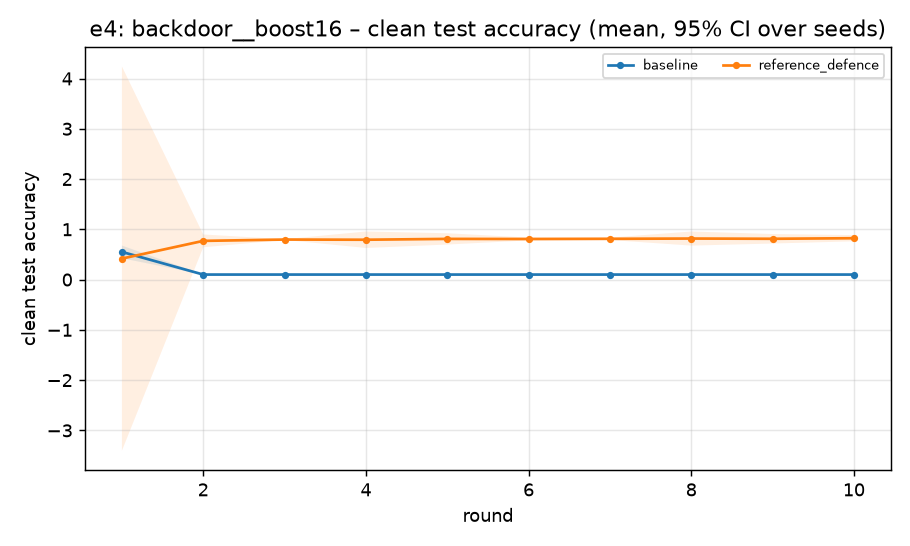 e4: backdoor__boost16 – clean test accuracy (mean, 95% CI over seeds)
baseline
reference_defence
clean test accuracy
4
3
2
1
0
−1
−2
−3
2
4
6
8
10
round